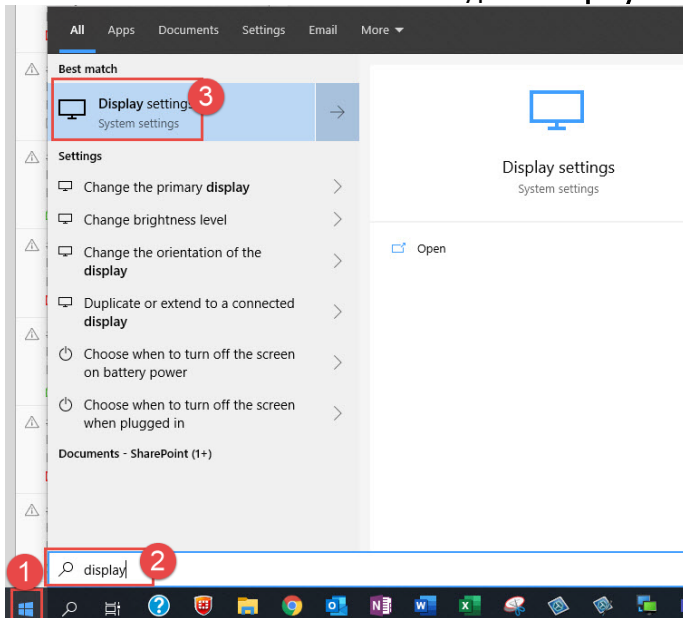 All Apps Documents Settings Email More
Best match
Display settings
System settings
3
Display settings
System settings
Settings
Change the primary display
Change brightness level
Change the orientation of the
display
Open
Duplicate or extend to a connected
display
Choose when to turn off the screen
on battery power
Choose when to turn off the screen
when plugged in
Documents - SharePoint (1+)
1
display
2